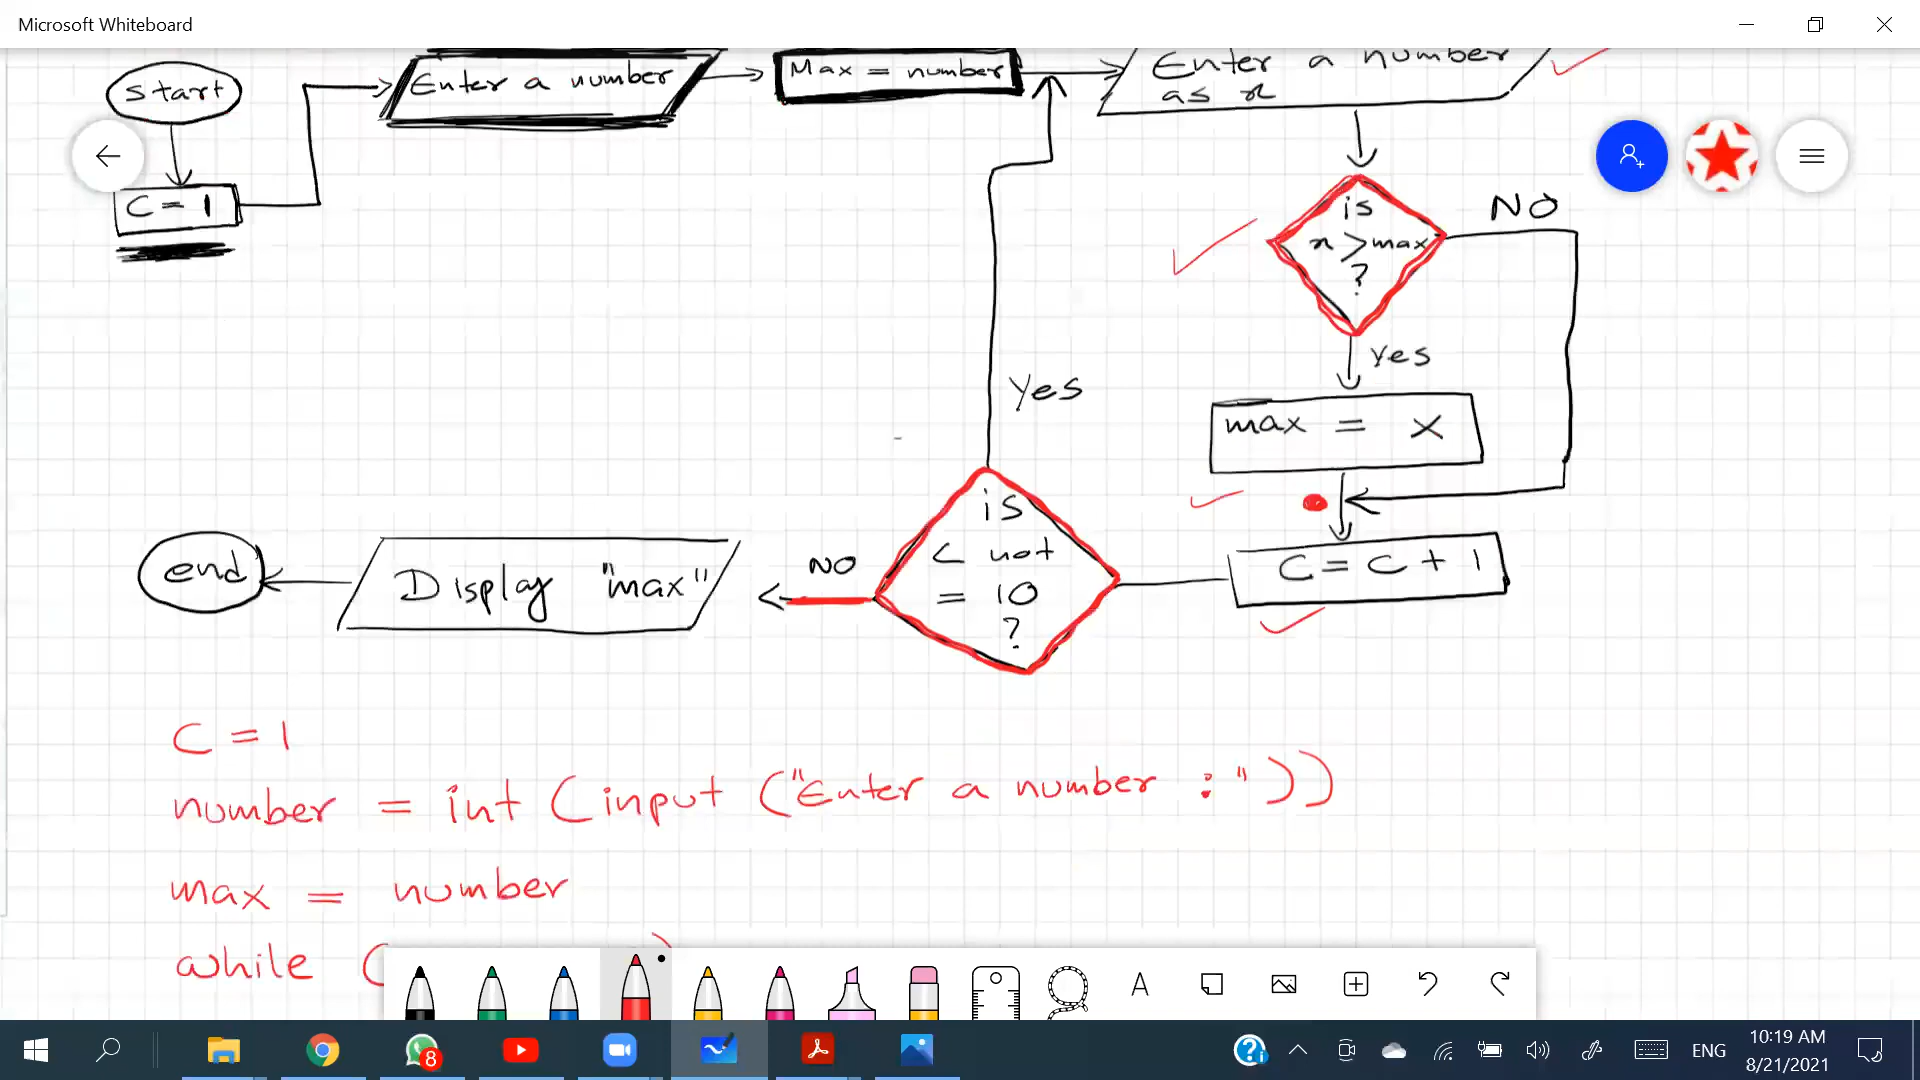 Microsoft Whiteboard
start
Enter a number
Max = number
Enter a number
as x
C = 1
is
x > max
?
NO
Yes
Yes
max = X
is
C not
= 10
?
NO
C = C + 1
Display "max"
end
C = 1
number = int (input ("Enter a number :"))
max = number
while (
A
8
ENG
10:19 AM
8/21/2021